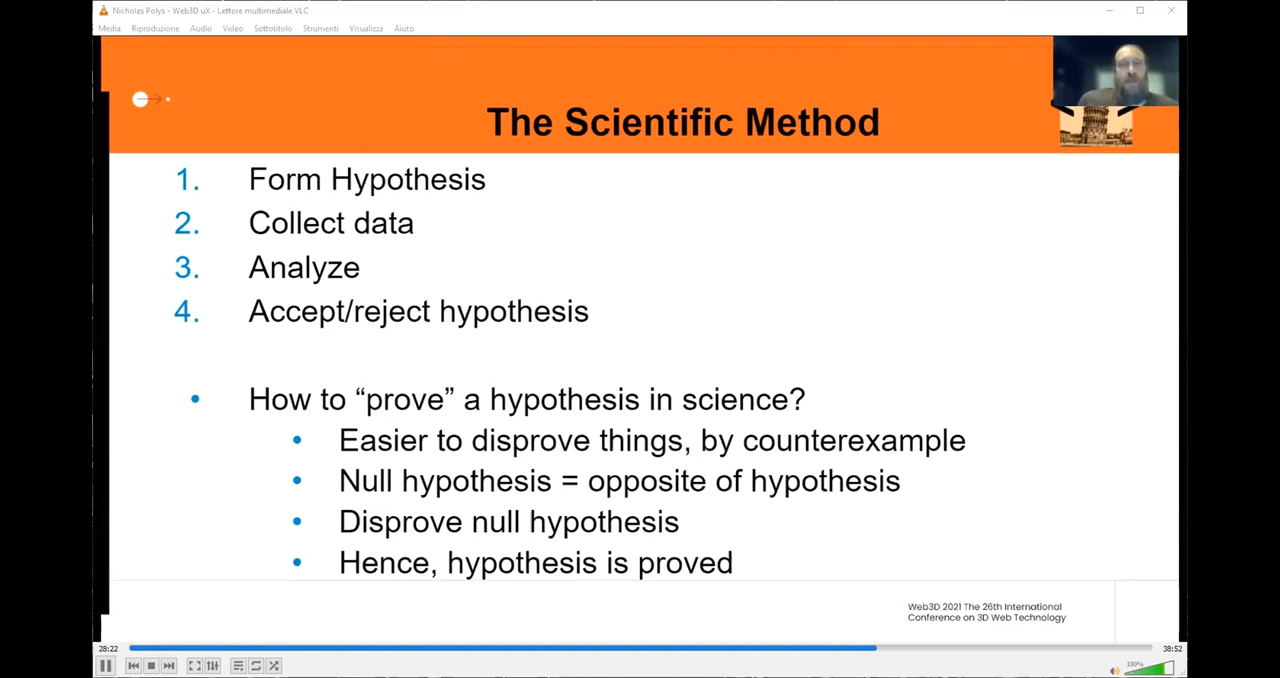 Nicholas Polys - Web3D uX - Lettore multimediale VLC
Media Riproduzione Audio Video Sottotitolo Strumenti Visualizza Aiuto
The Scientific Method
1. Form Hypothesis
2. Collect data
3. Analyze
4. Accept/reject hypothesis
• How to “prove” a hypothesis in science?
• Easier to disprove things, by counterexample
• Null hypothesis = opposite of hypothesis
• Disprove null hypothesis
• Hence, hypothesis is proved
Web3D 2021 The 26th International
Conference on 3D Web Technology
28:22 38:52
100%